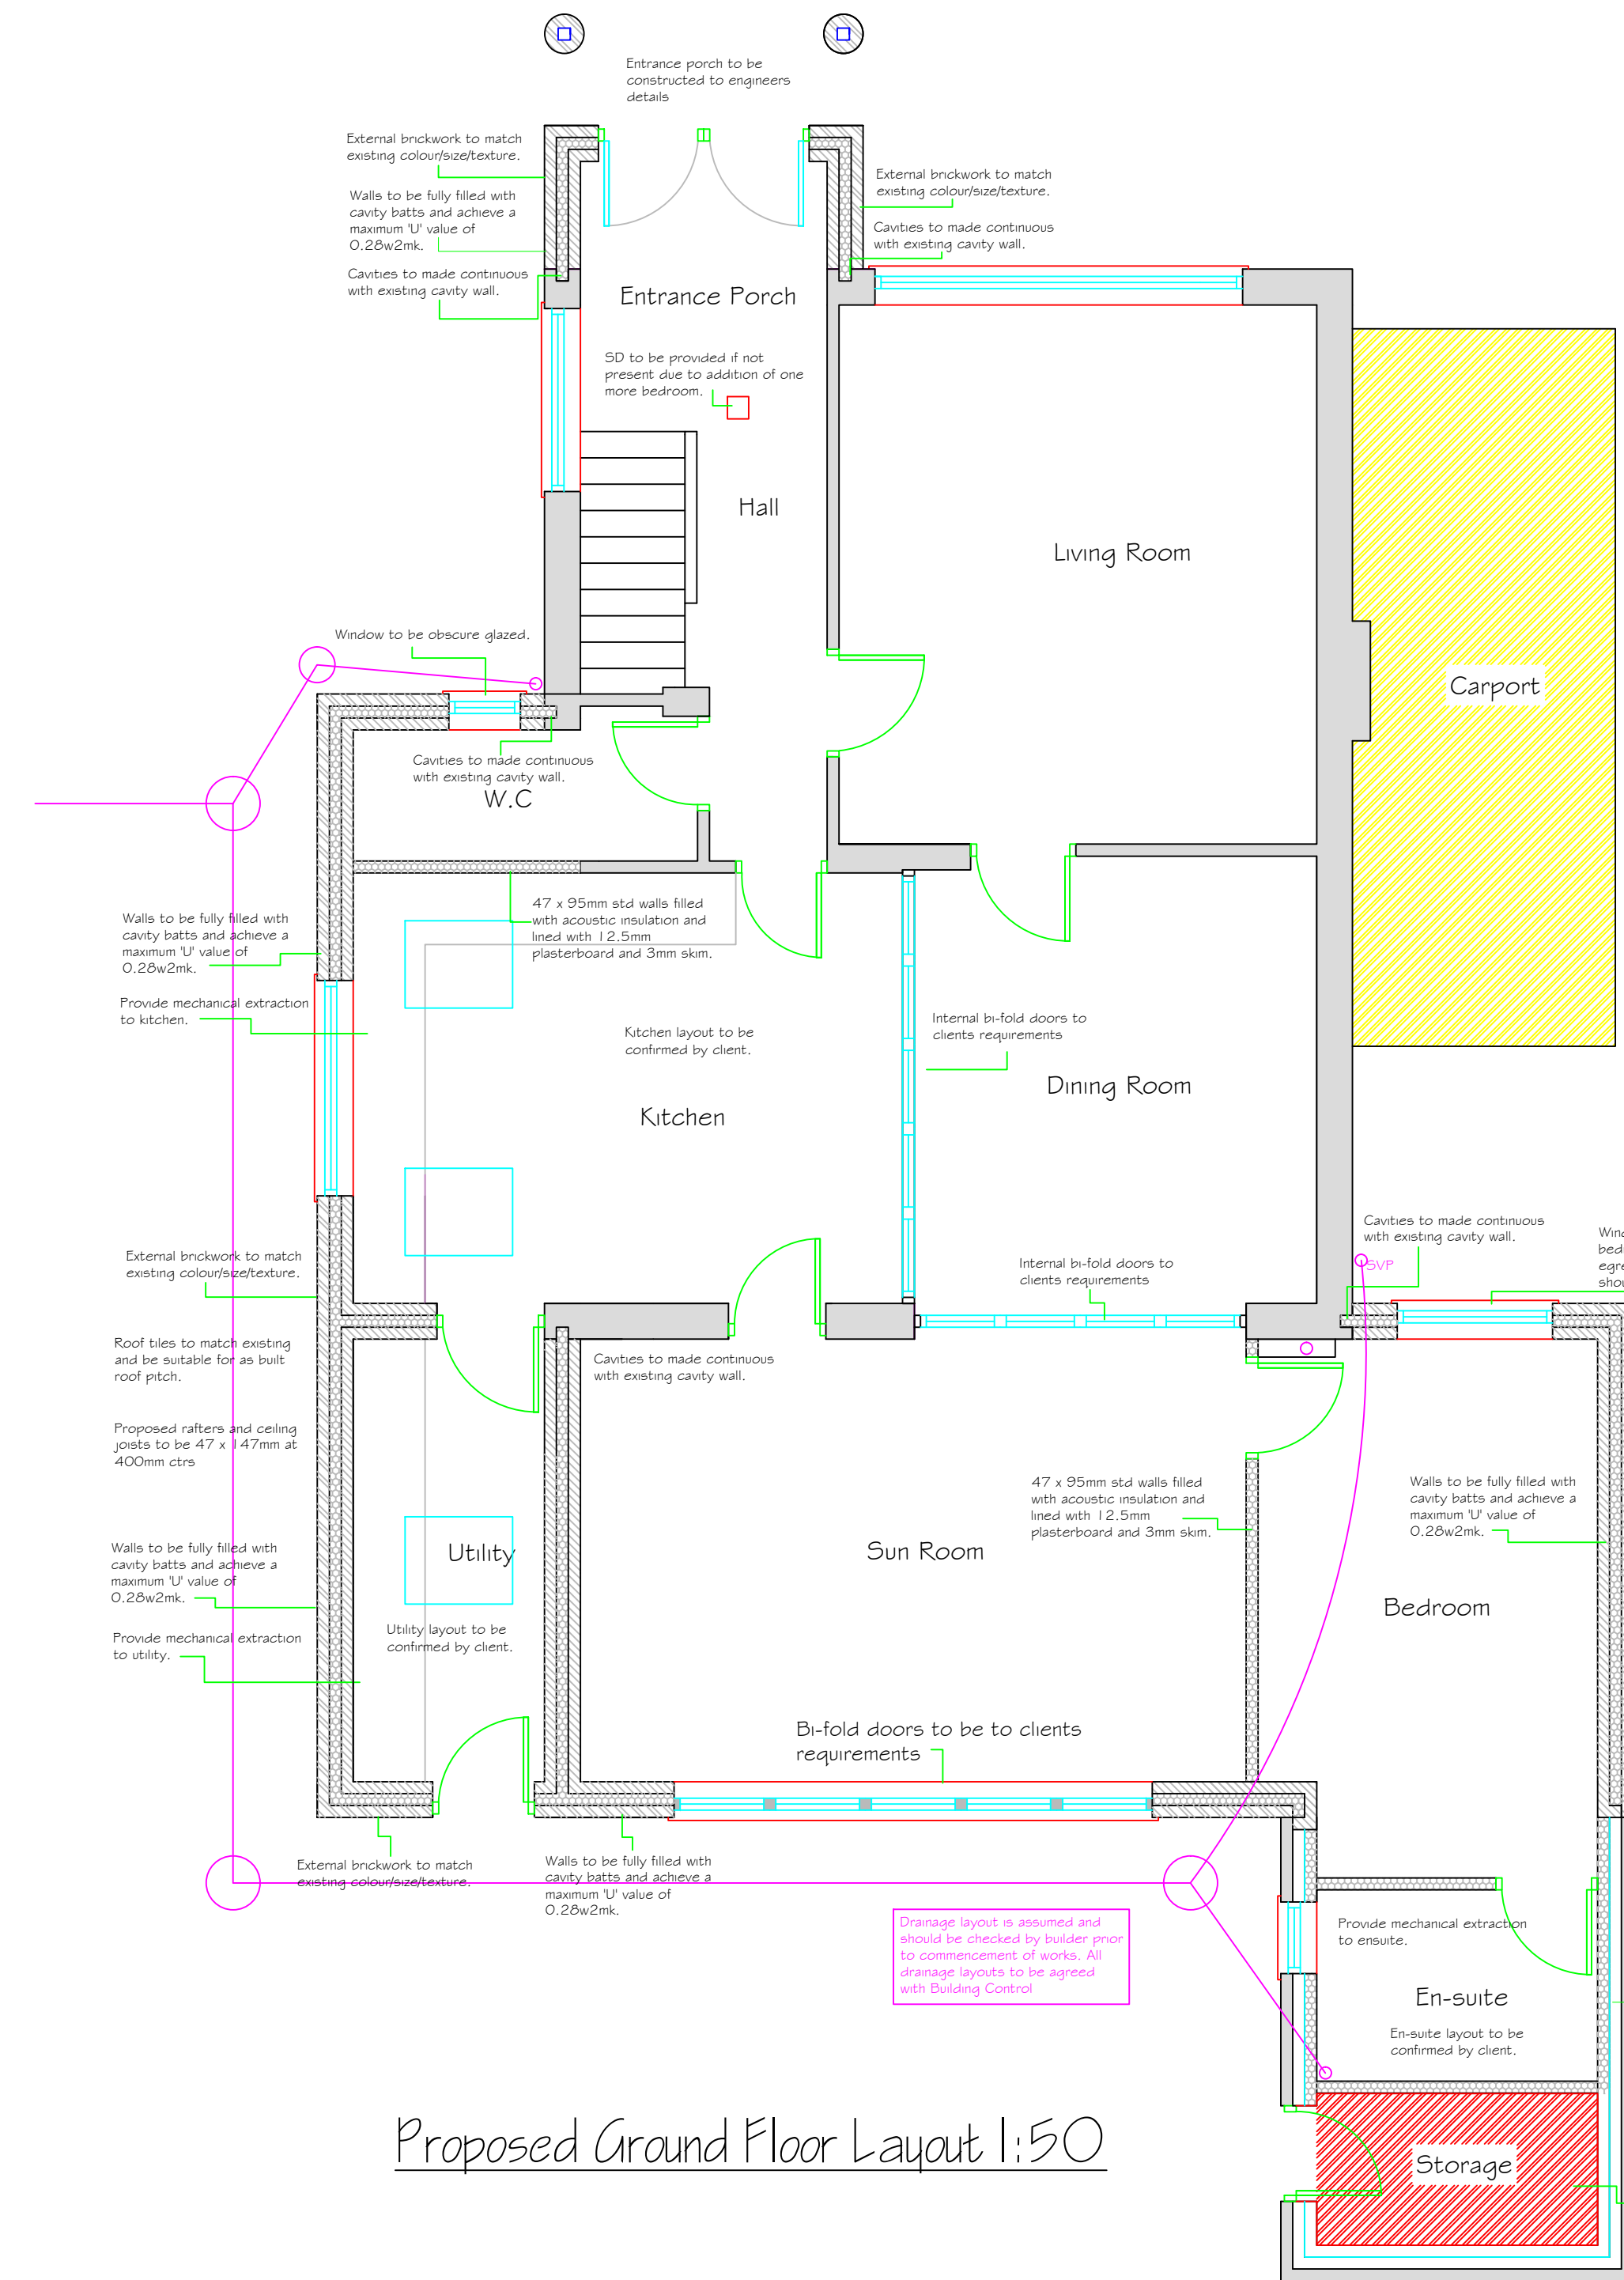 Entrance porch to be
constructed to engineers
details
External brickwork to match
existing colour/size/texture.
Walls to be fully filled with
cavity batts and achieve a
maximum 'U' value of
0.28w2mk.
Cavities to made continuous
with existing cavity wall.
External brickwork to match
existing colour/size/texture.
Cavities to made continuous
with existing cavity wall.
Entrance Porch
SD to be provided if not
present due to addition of one
more bedroom.
Hall
Living Room
Carport
Window to be obscure glazed.
Cavities to made continuous
with existing cavity wall.
W.C
47 x 95mm std walls filled
with acoustic insulation and
lined with 12.5mm
plasterboard and 3mm skim.
Walls to be fully filled with
cavity batts and achieve a
maximum 'U' value of
0.28w2mk.
Provide mechanical extraction
to kitchen.
Kitchen layout to be
confirmed by client.
Kitchen
Internal bi-fold doors to
clients requirements
Dining Room
Internal bi-fold doors to
clients requirements
Cavities to made continuous
with existing cavity wall.
SVP
External brickwork to match
existing colour/size/texture.
Roof tiles to match existing
and be suitable for as built
roof pitch.
Proposed rafters and ceiling
joists to be 47 x 147mm at
400mm ctrs
Cavities to made continuous
with existing cavity wall.
47 x 95mm std walls filled
with acoustic insulation and
lined with 12.5mm
plasterboard and 3mm skim.
Walls to be fully filled with
cavity batts and achieve a
maximum 'U' value of
0.28w2mk.
Walls to be fully filled with
cavity batts and achieve a
maximum 'U' value of
0.28w2mk.
Utility
Sun Room
Bedroom
Provide mechanical extraction
to utility.
Utility layout to be
confirmed by client.
Bi-fold doors to be to clients
requirements
External brickwork to match
existing colour/size/texture.
Walls to be fully filled with
cavity batts and achieve a
maximum 'U' value of
0.28w2mk.
Drainage layout is assumed and
should be checked by builder prior
to commencement of works. All
drainage layouts to be agreed
with Building Control
Provide mechanical extraction
to ensuite.
En-suite
En-suite layout to be
confirmed by client.
Storage
Proposed Ground Floor Layout 1:50